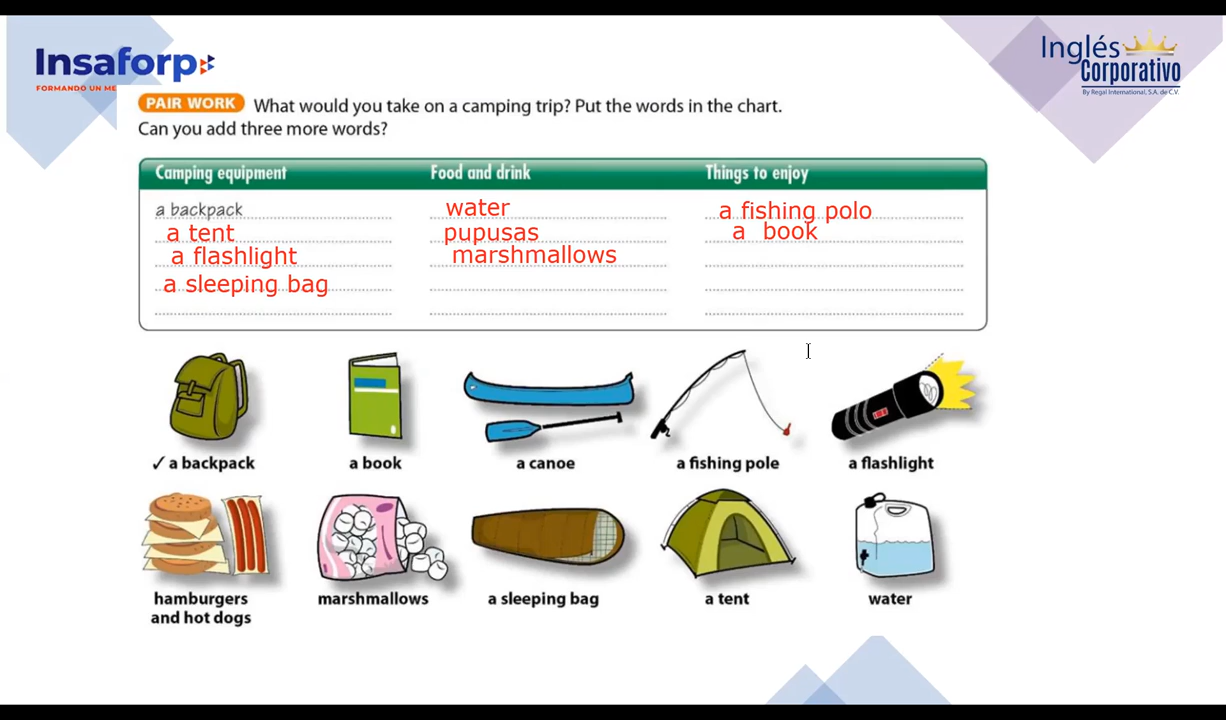 Insaforp
FORMANDO UN ME
Inglés
Corporativo
By Regal International, S.A. de C.V.
PAIR WORK What would you take on a camping trip? Put the words in the chart.
Can you add three more words?
Camping equipment Food and drink Things to enjoy
a backpack water a fishing polo
a tent pupusas a book
a flashlight marshmallows
a sleeping bag
✓ a backpack a book a canoe a fishing pole a flashlight
hamburgers marshmallows a sleeping bag a tent water
and hot dogs